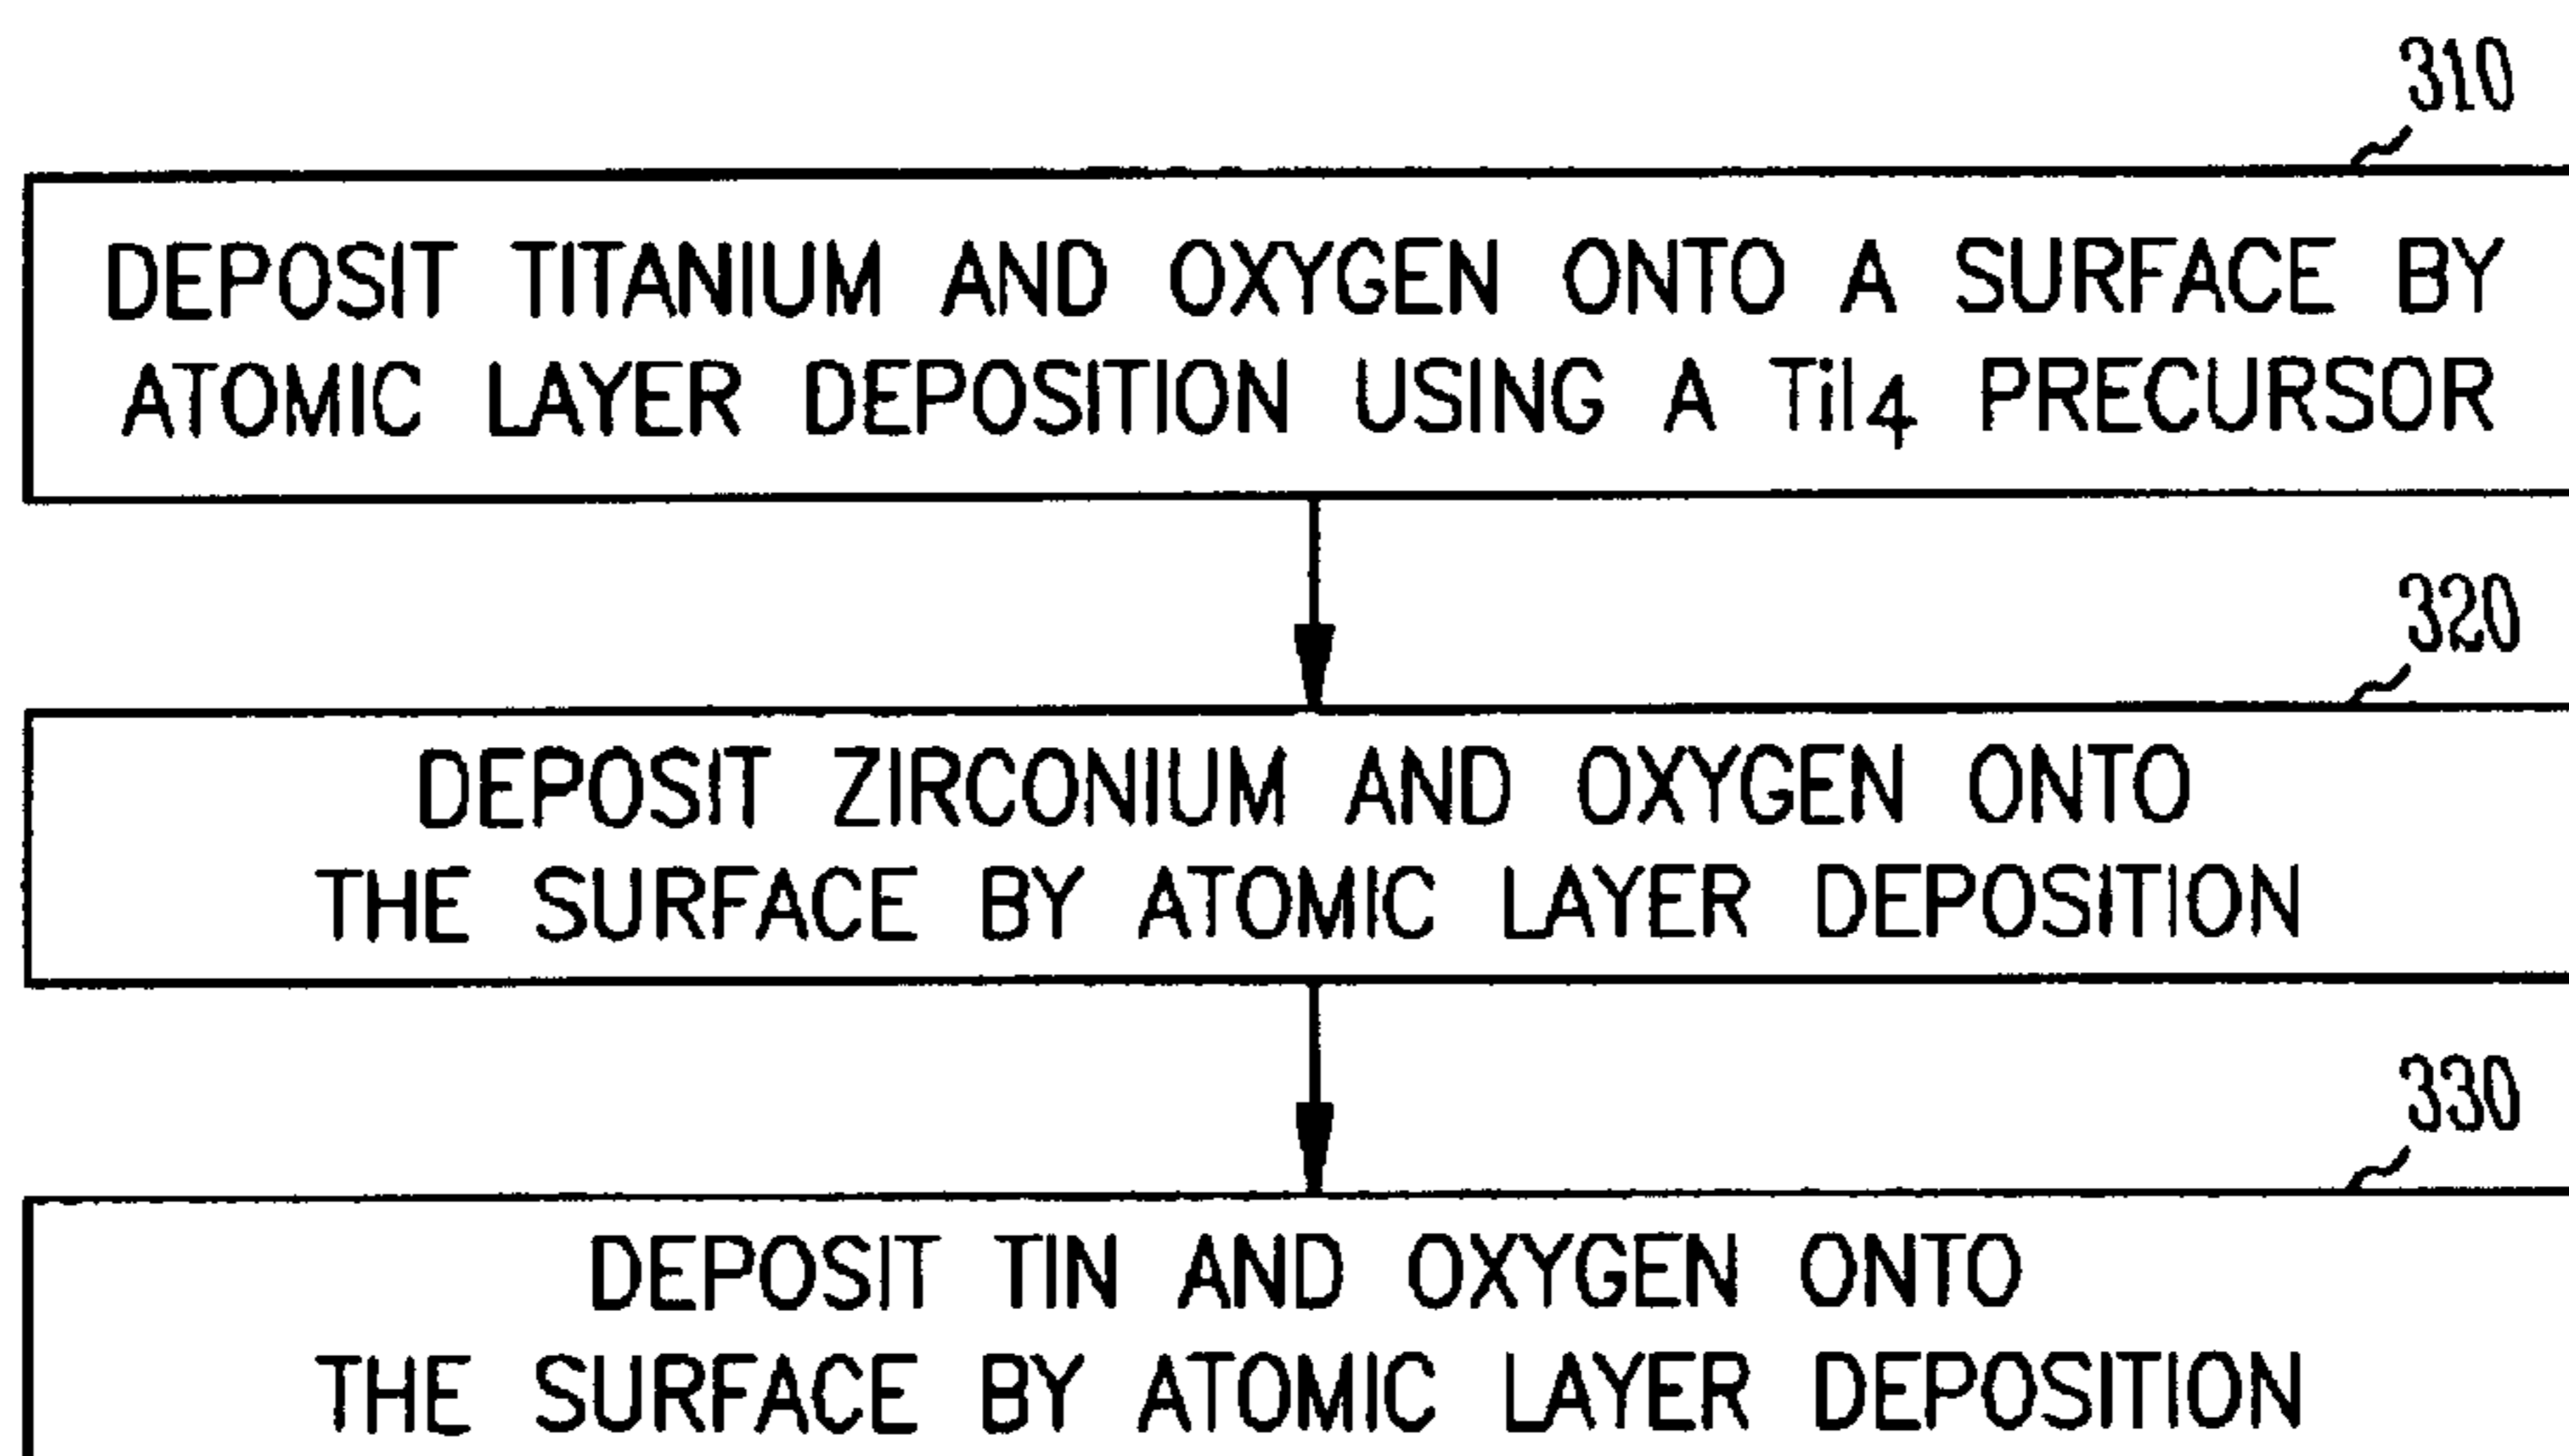 310
DEPOSIT TITANIUM AND OXYGEN ONTO A SURFACE BY
ATOMIC LAYER DEPOSITION USING A TiI₄ PRECURSOR
320
DEPOSIT ZIRCONIUM AND OXYGEN ONTO
THE SURFACE BY ATOMIC LAYER DEPOSITION
330
DEPOSIT TIN AND OXYGEN ONTO
THE SURFACE BY ATOMIC LAYER DEPOSITION